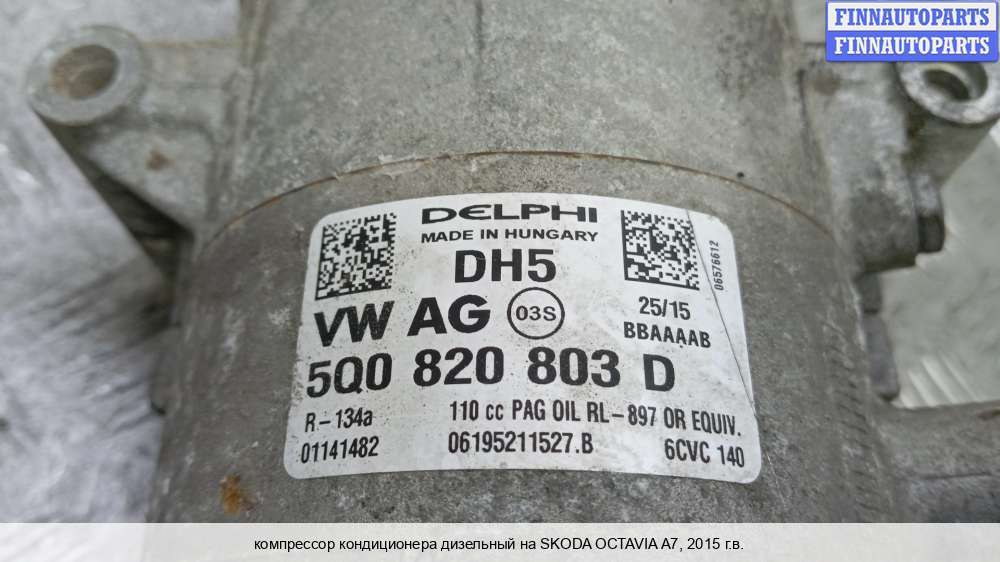 FINNAUTOPARTS
FINNAUTOPARTS
DELPHI
MADE IN HUNGARY
DH5
06576612
VW AG 03S
25/15
BBAAAAB
5Q0 820 803 D
R-134a 110 cc PAG OIL RL-897 OR EQUIV.
01141482 06195211527.B 6CVC 140
компрессор кондиционера дизельный на SKODA OCTAVIA A7, 2015 г.в.